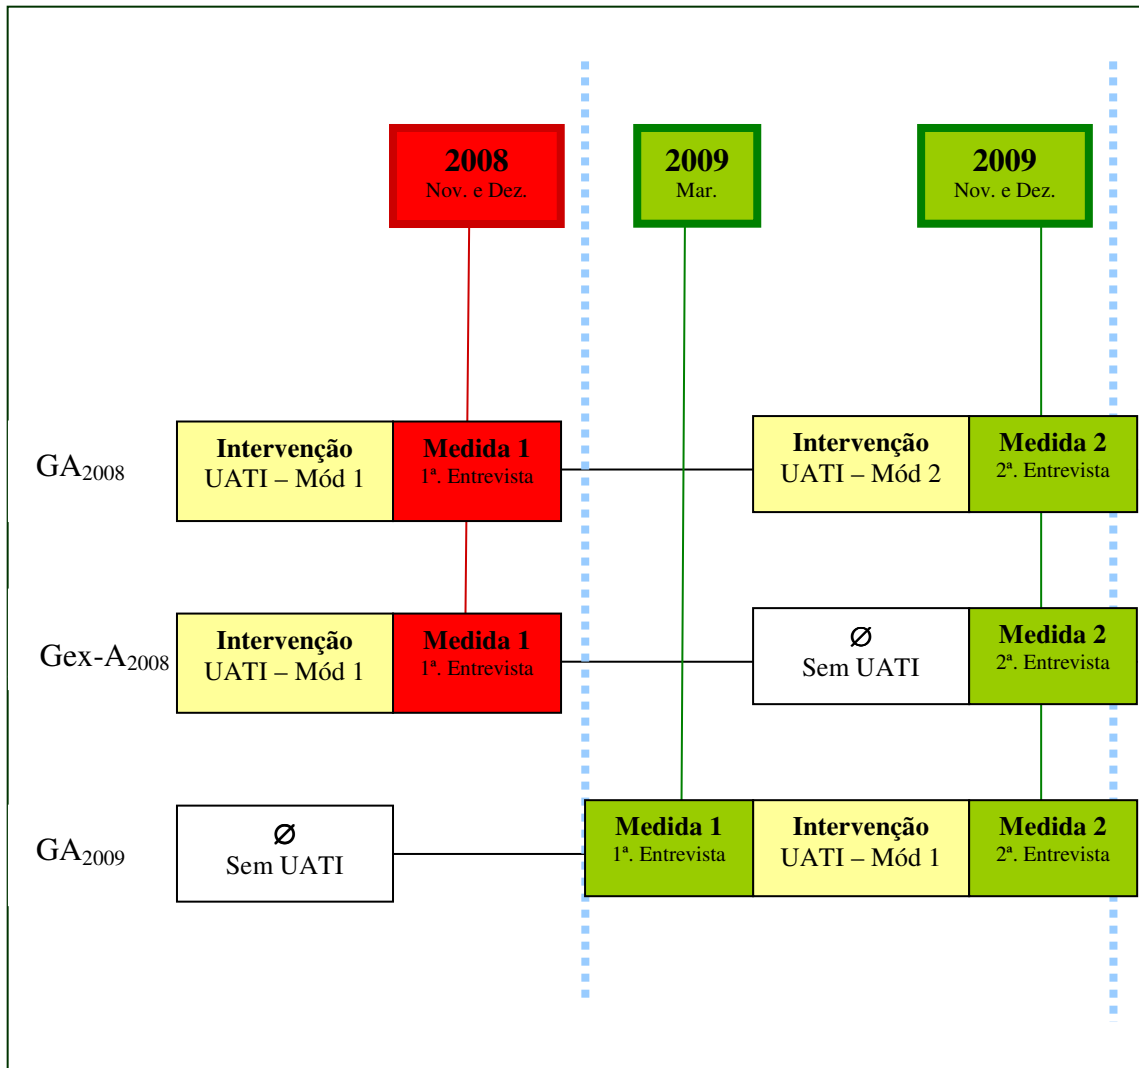 2008
Nov. e Dez.
2009
Mar.
2009
Nov. e Dez.
GA2008
Intervenção
UATI – Mód 1
Medida 1
1ª. Entrevista
Intervenção
UATI – Mód 2
Medida 2
2ª. Entrevista
Gex-A2008
Intervenção
UATI – Mód 1
Medida 1
1ª. Entrevista
Ø
Sem UATI
Medida 2
2ª. Entrevista
GA2009
Ø
Sem UATI
Medida 1
1ª. Entrevista
Intervenção
UATI – Mód 1
Medida 2
2ª. Entrevista